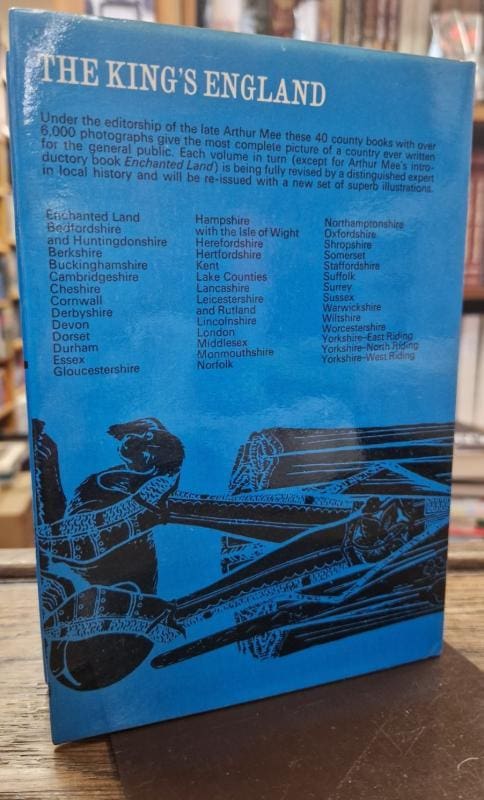 THE KING'S ENGLAND
Under the editorship of the late Arthur Mee these 40 county books with over
6,000 photographs give the most complete picture of a country ever written
for the general public. Each volume in turn (except for Arthur Mee's intro-
ductory book Enchanted Land) is being fully revised by a distinguished expert
in local history and will be re-issued with a new set of superb illustrations.
Enchanted Land
Bedfordshire
and Huntingdonshire
Berkshire
Buckinghamshire
Cambridgeshire
Cheshire
Cornwall
Derbyshire
Devon
Dorset
Durham
Essex
Gloucestershire
Hampshire
with the Isle of Wight
Herefordshire
Hertfordshire
Kent
Lake Counties
Lancashire
Leicestershire
and Rutland
Lincolnshire
London
Middlesex
Monmouthshire
Norfolk
Northamptonshire
Oxfordshire
Shropshire
Somerset
Staffordshire
Suffolk
Surrey
Sussex
Warwickshire
Wiltshire
Worcestershire
Yorkshire–East Riding
Yorkshire–North Riding
Yorkshire–West Riding